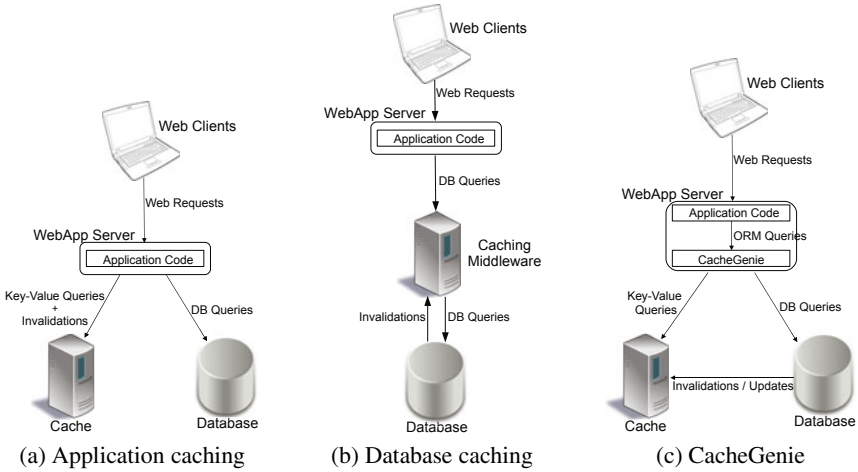 Web Clients
Web Requests
WebApp Server
Application Code
Key-Value Queries
+
Invalidations
DB Queries
Cache
Database
(a) Application caching
Web Clients
Web Requests
WebApp Server
Application Code
DB Queries
Caching
Middleware
Invalidations
DB Queries
Database
(b) Database caching
Web Clients
Web Requests
WebApp Server
Application Code
ORM Queries
CacheGenie
Key-Value
Queries
DB Queries
Invalidations / Updates
Cache
Database
(c) CacheGenie